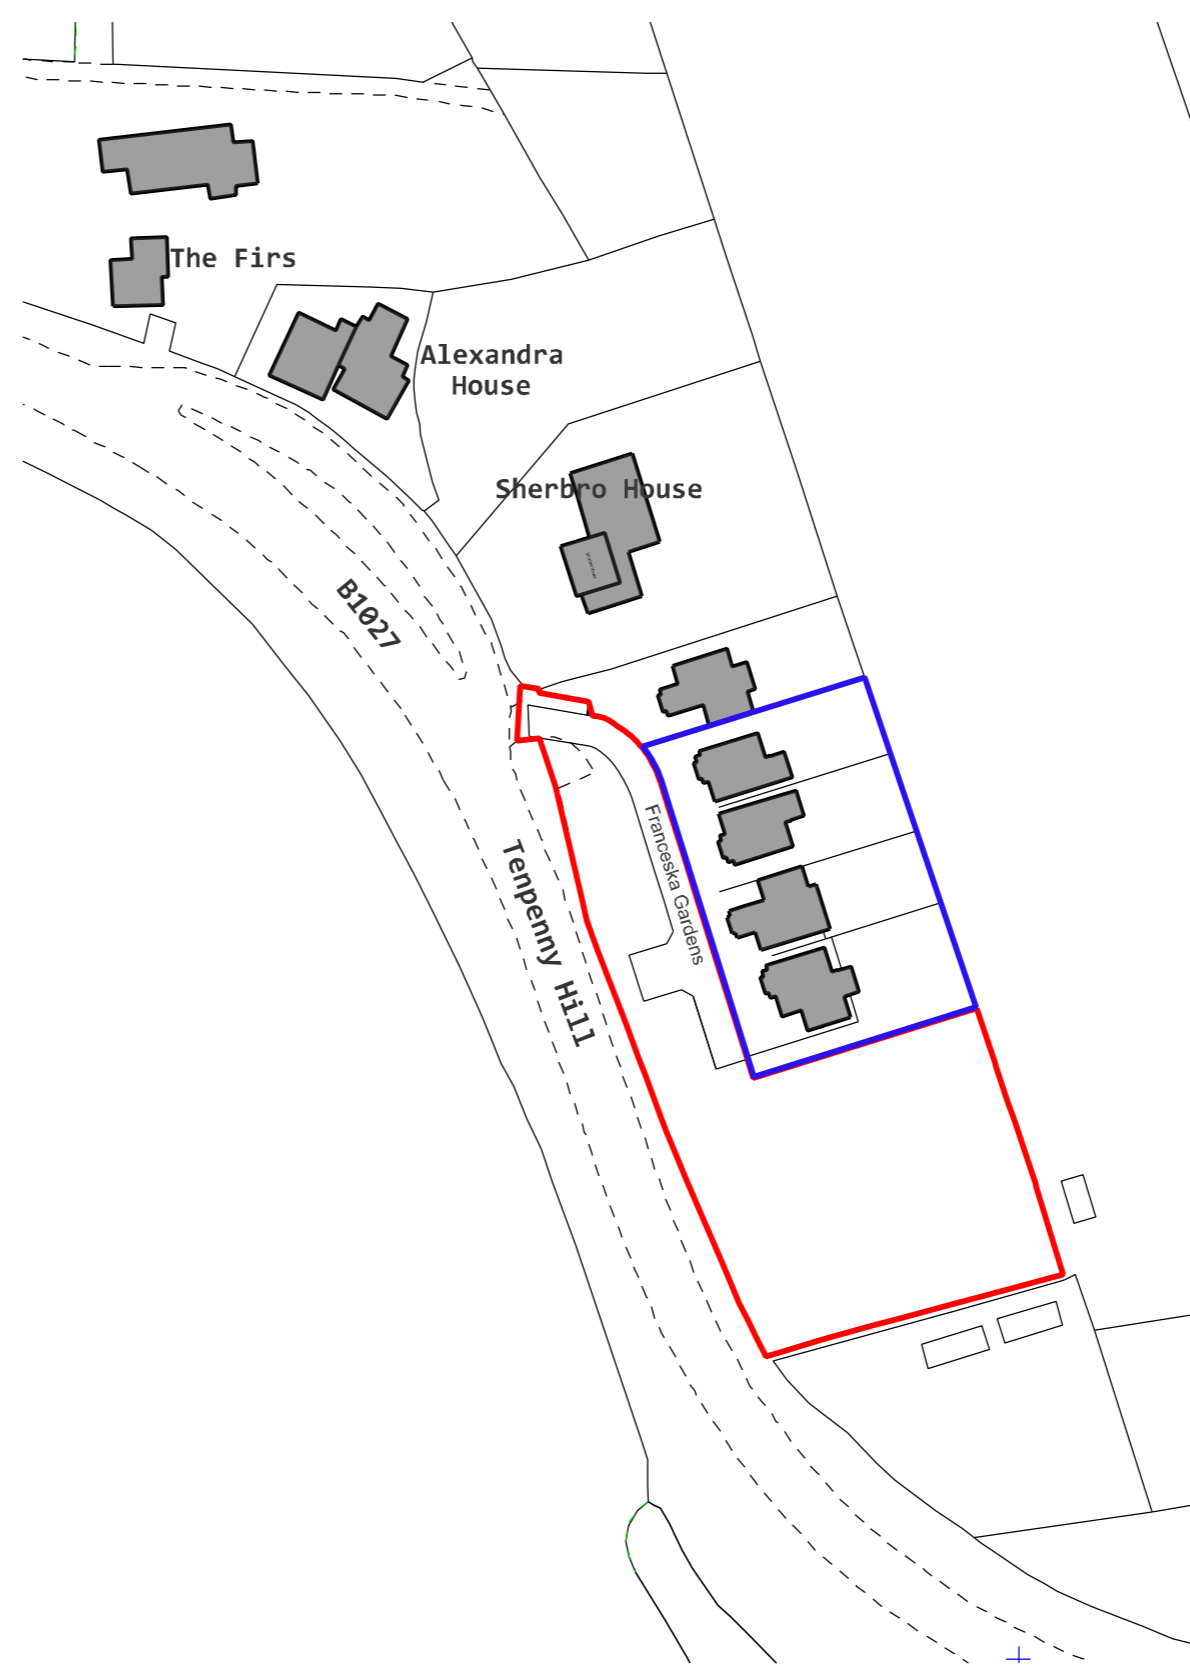 The Firs
Alexandra
House
Sherbro House
B1027
Franceska Gardens
Tenpenny Hill